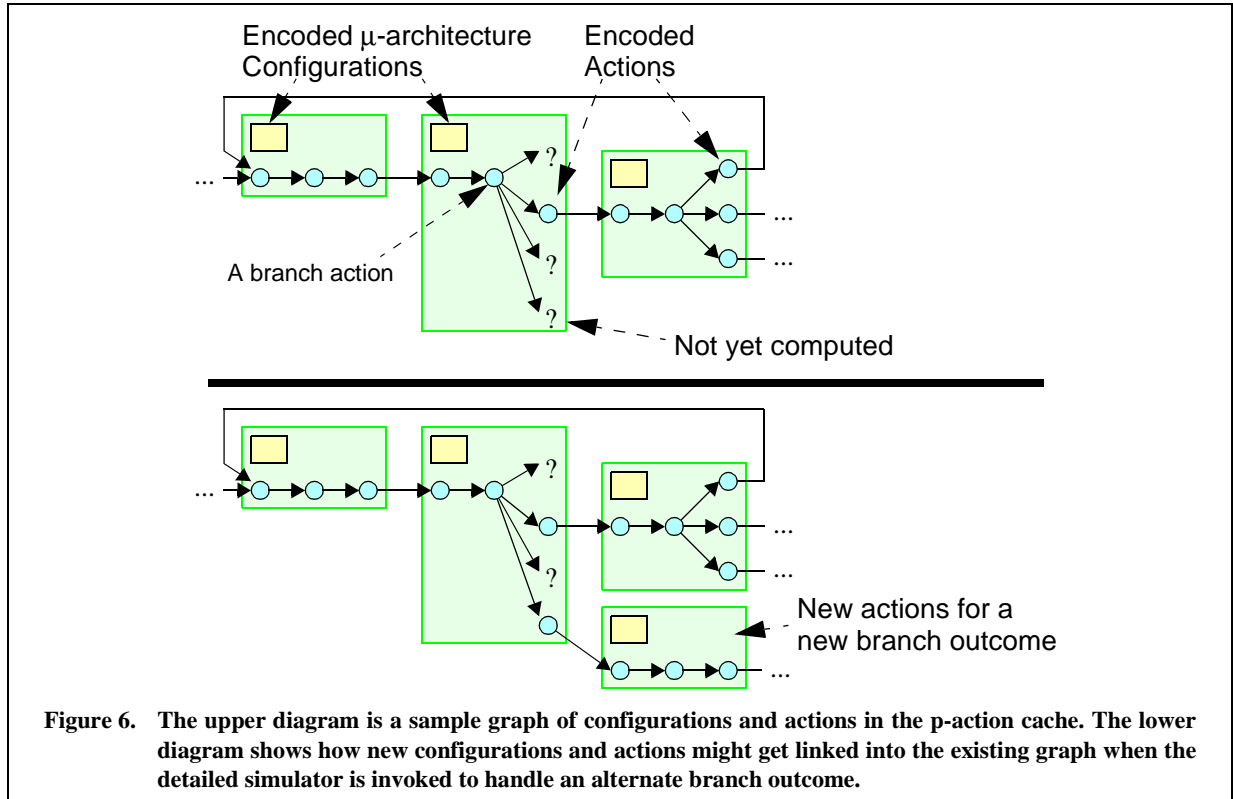 Encoded μ-architecture
Configurations
Encoded
Actions
?
...
...
?
...
A branch action
?
Not yet computed
?
...
?
...
?
...
New actions for a
new branch outcome
...
Figure 6. The upper diagram is a sample graph of configurations and actions in the p-action cache. The lower
diagram shows how new configurations and actions might get linked into the existing graph when the
detailed simulator is invoked to handle an alternate branch outcome.